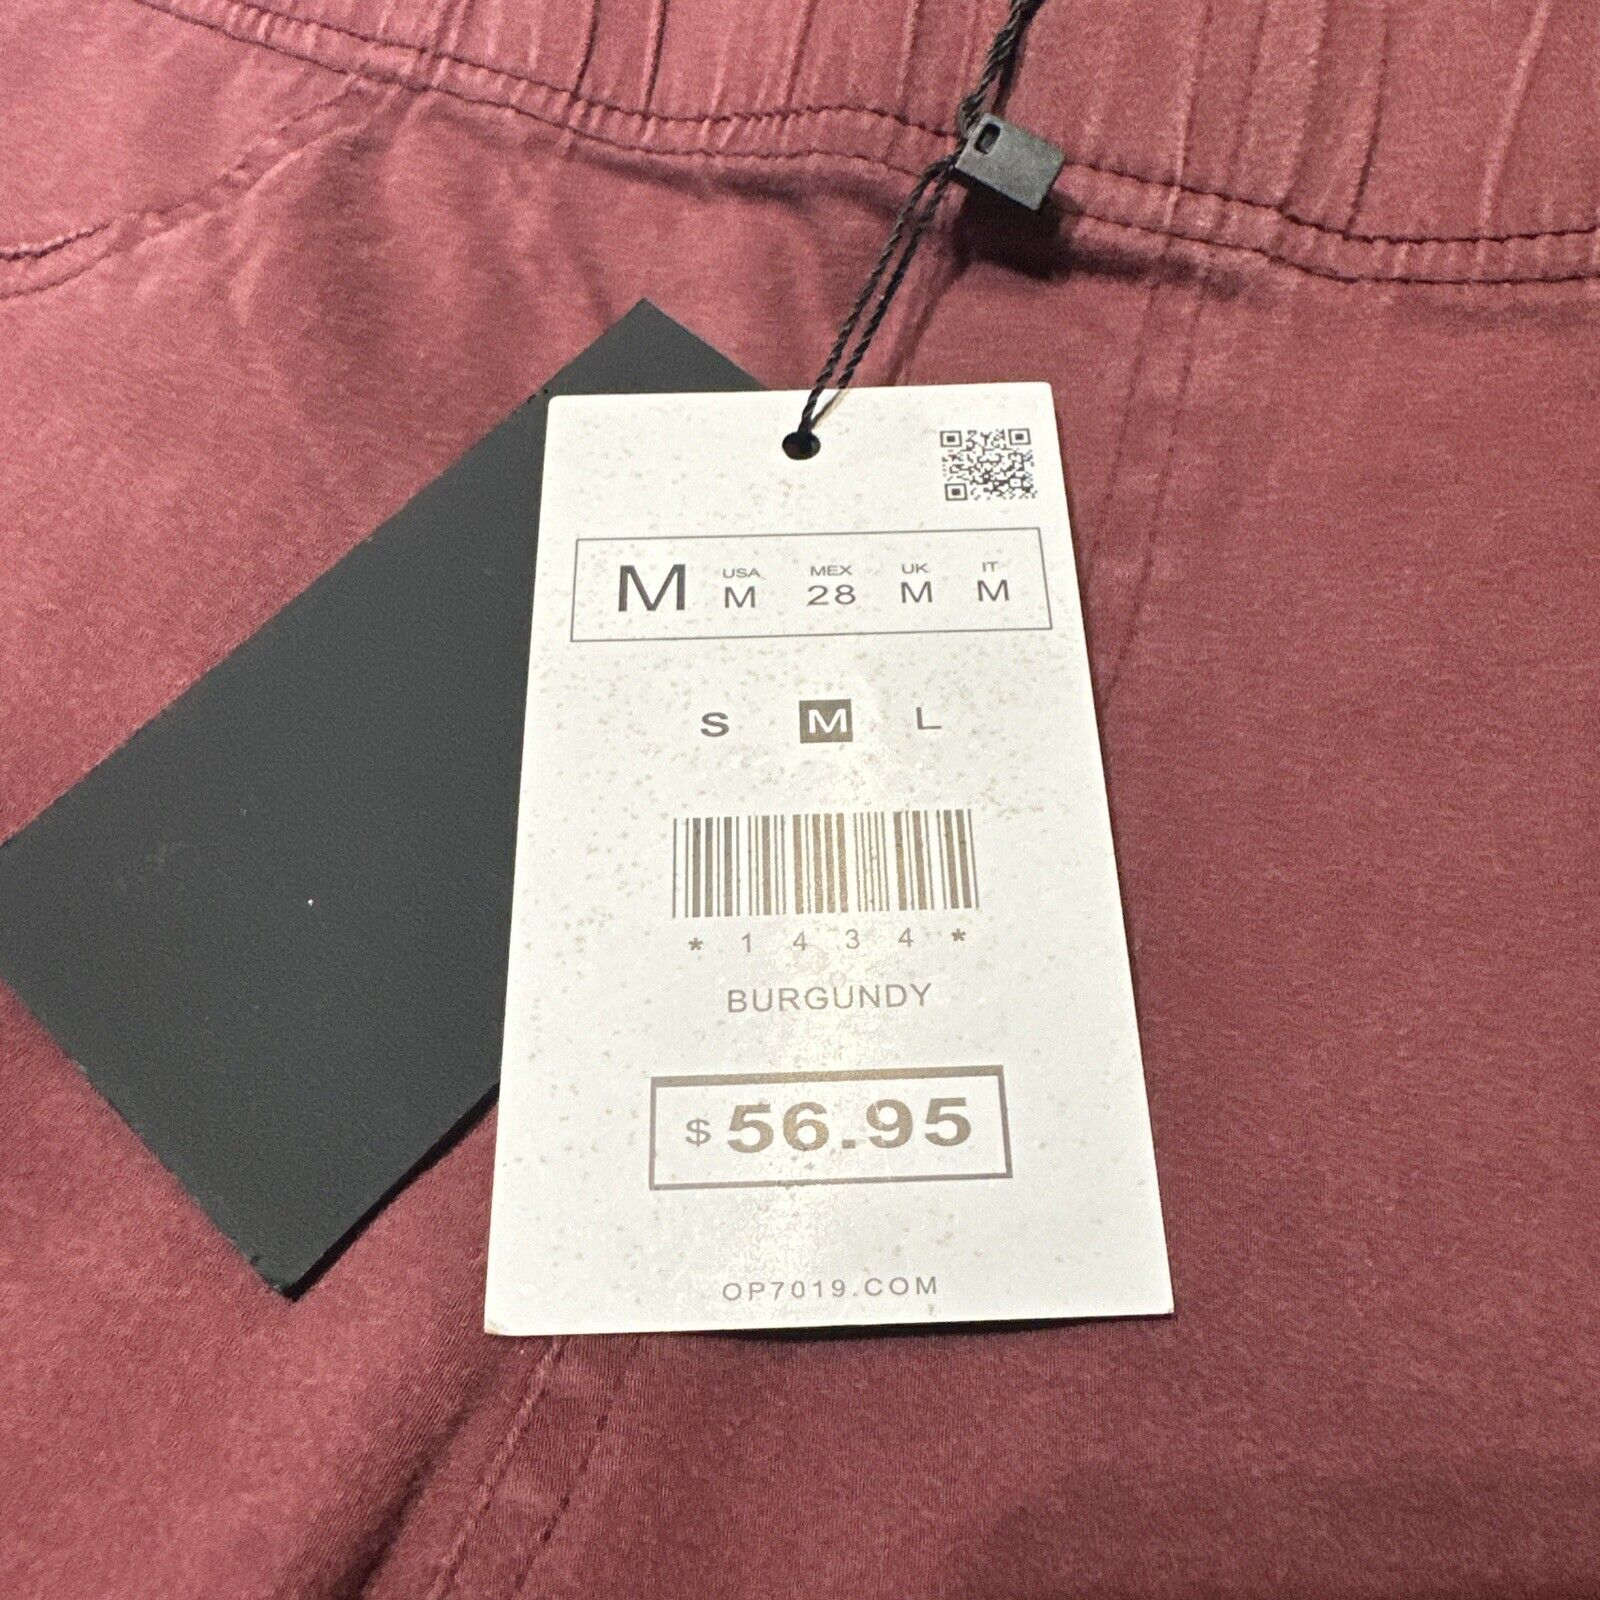 M USA M MEX 28 UK M IT M
S M L
* 1 4 3 4 *
BURGUNDY
$ 56.95
OP7019.COM